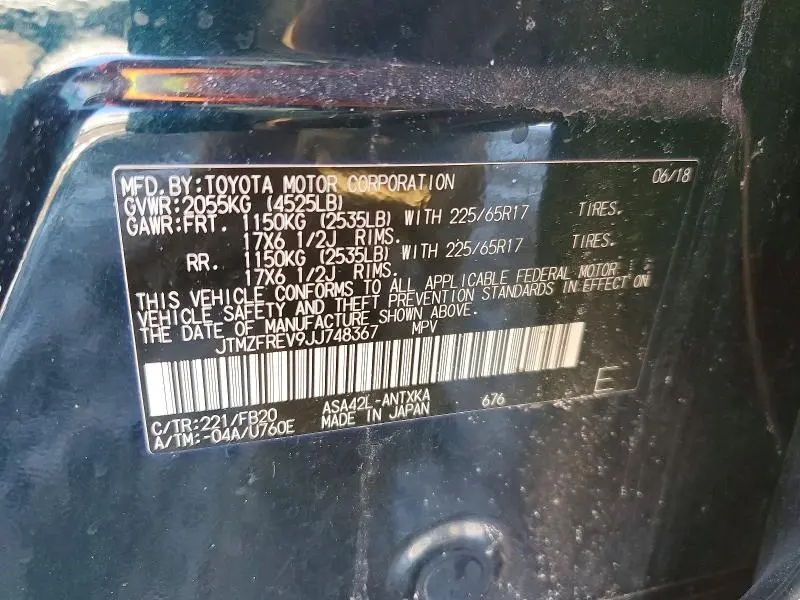 MFD.BY:TOYOTA MOTOR CORPORATION 06/18
GVWR:2055KG (4525LB)
GAWR:FRT. 1150KG (2535LB) WITH 225/65R17 TIRES.
17X6 1/2J RIMS.
RR. 1150KG (2535LB) WITH 225/65R17 TIRES.
17X6 1/2J RIMS.
THIS VEHICLE CONFORMS TO ALL APPLICABLE FEDERAL MOTOR
VEHICLE SAFETY AND THEFT PREVENTION STANDARDS IN EFFECT ON
THE DATE OF MANUFACTURE SHOWN ABOVE.
JTMZFREV9JJ748367 MPV
C/TR:221/FB20 ASA42L-ANTXKA 676 E
A/TM:-04A/U760E MADE IN JAPAN